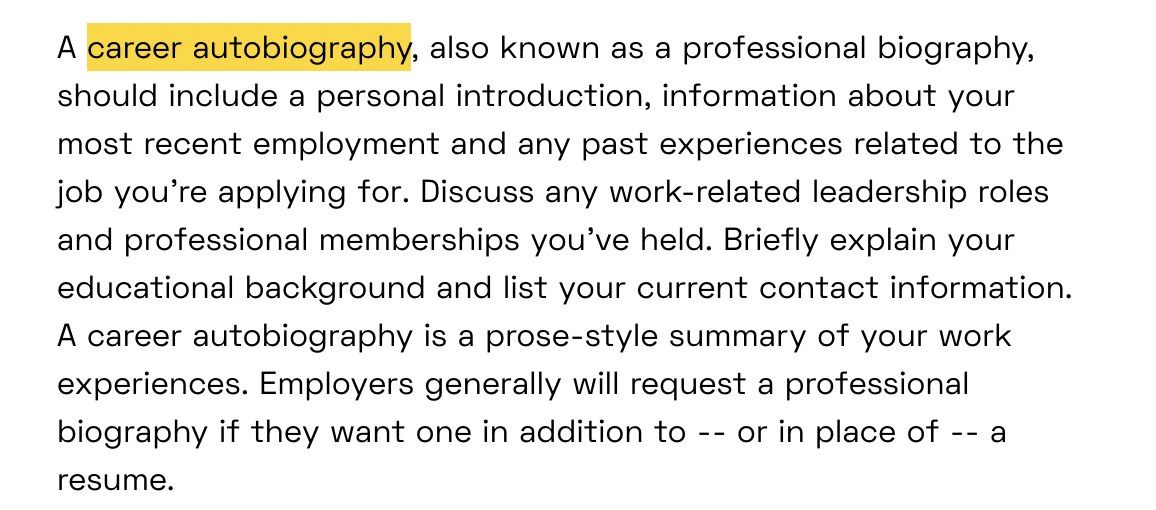 A career autobiography, also known as a professional biography,
should include a personal introduction, information about your
most recent employment and any past experiences related to the
job you’re applying for. Discuss any work-related leadership roles
and professional memberships you’ve held. Briefly explain your
educational background and list your current contact information.
A career autobiography is a prose-style summary of your work
experiences. Employers generally will request a professional
biography if they want one in addition to -- or in place of -- a
resume.